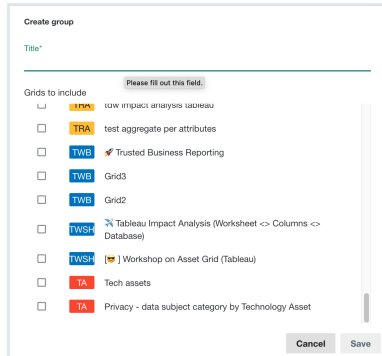 Create group
Title*
Please fill out this field.
Grids to include
TRA tdw impact analysis tableau
TRA test aggregate per attributes
TWB 🚀 Trusted Business Reporting
TWB Grid3
TWB Grid2
TWSH ✈️ Tableau Impact Analysis (Worksheet <> Columns <>
Database)
TWSH [🤓 ] Workshop on Asset Grid (Tableau)
TA Tech assets
TA Privacy - data subject category by Technology Asset
Cancel Save